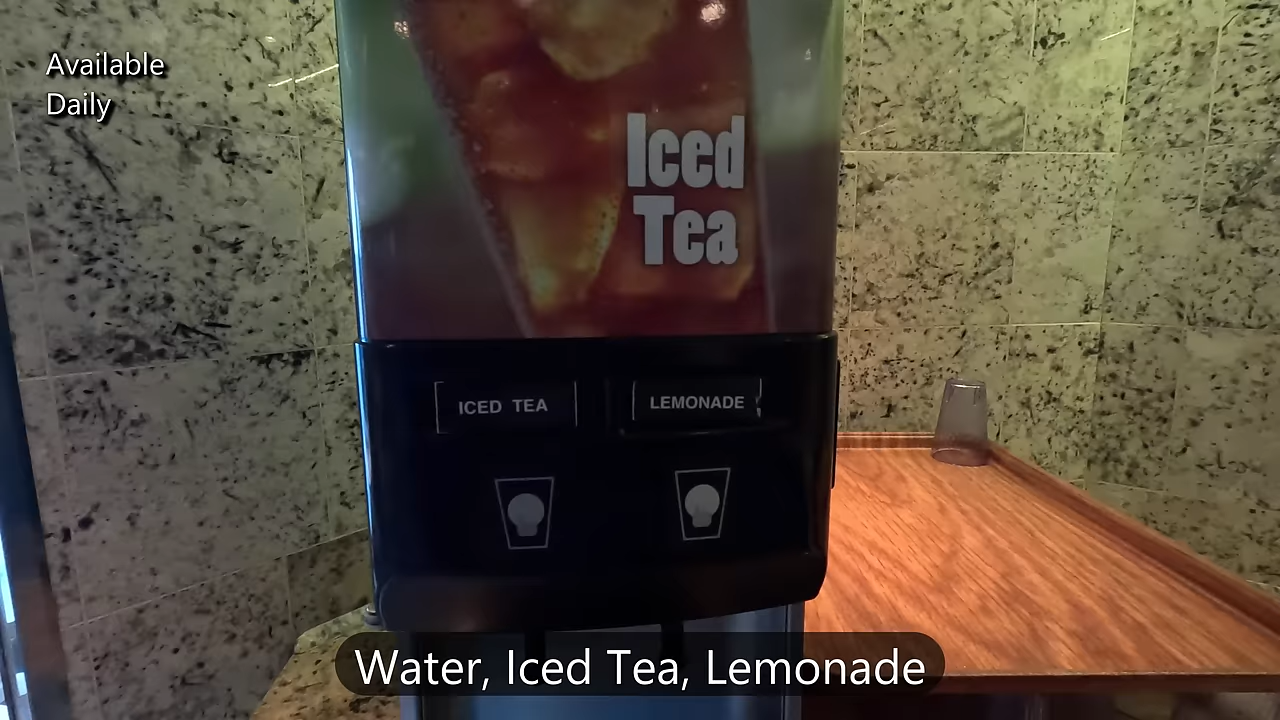 Available
Daily
Iced
Tea
ICED TEA
LEMONADE
Water, Iced Tea, Lemonade